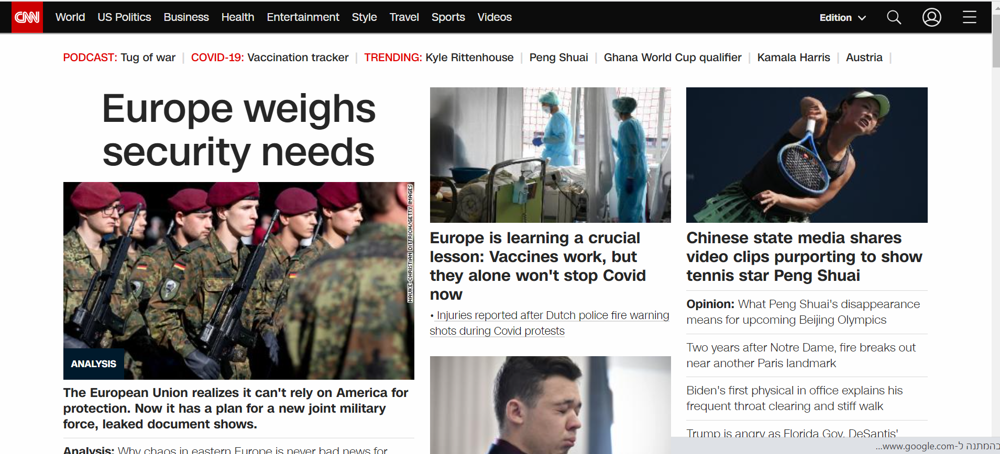 CNN World US Politics Business Health Entertainment Style Travel Sports Videos Edition
PODCAST: Tug of war | COVID-19: Vaccination tracker | TRENDING: Kyle Rittenhouse | Peng Shuai | Ghana World Cup qualifier | Kamala Harris | Austria |
Europe weighs
security needs
HAUKE-CHRISTIAN DITTRICH/GETTY IMAGES
ANALYSIS
The European Union realizes it can't rely on America for
protection. Now it has a plan for a new joint military
force, leaked document shows.
Analysis: Why chaos in eastern Europe is never bad news for
Europe is learning a crucial
lesson: Vaccines work, but
they alone won't stop Covid
now
• Injuries reported after Dutch police fire warning
shots during Covid protests
Chinese state media shares
video clips purporting to show
tennis star Peng Shuai
Opinion: What Peng Shuai's disappearance
means for upcoming Beijing Olympics
Two years after Notre Dame, fire breaks out
near another Paris landmark
Biden's first physical in office explains his
frequent throat clearing and stiff walk
Trump is angry as Florida Gov. DeSantis'
בהמתנה ל-www.google.com...